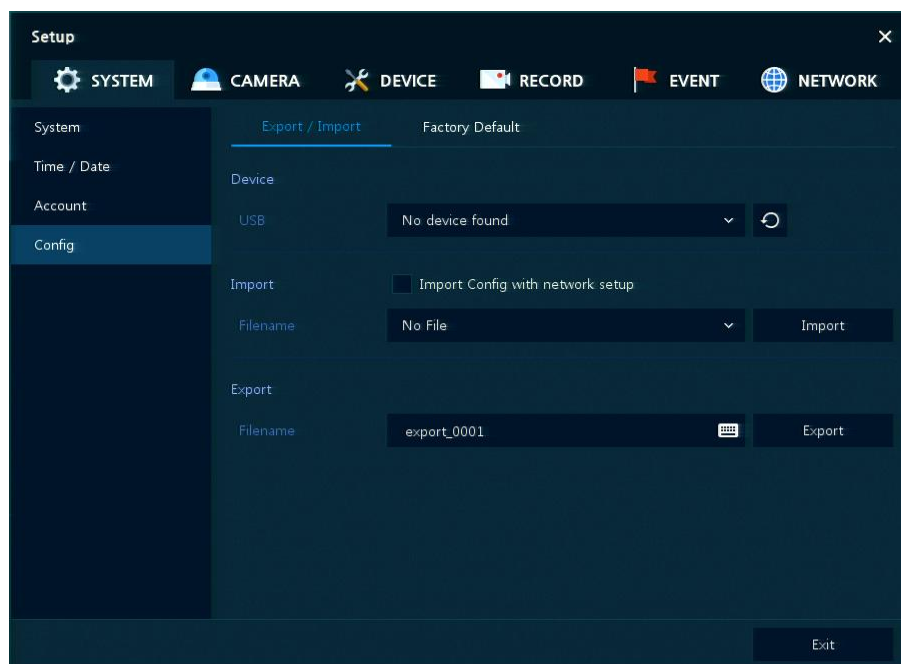 Setup
SYSTEM CAMERA DEVICE RECORD EVENT NETWORK
System
Time / Date
Account
Config
Export / Import Factory Default
Device
USB No device found
Import Import Config with network setup
Filename No File Import
Export
Filename export_0001 Export
Exit